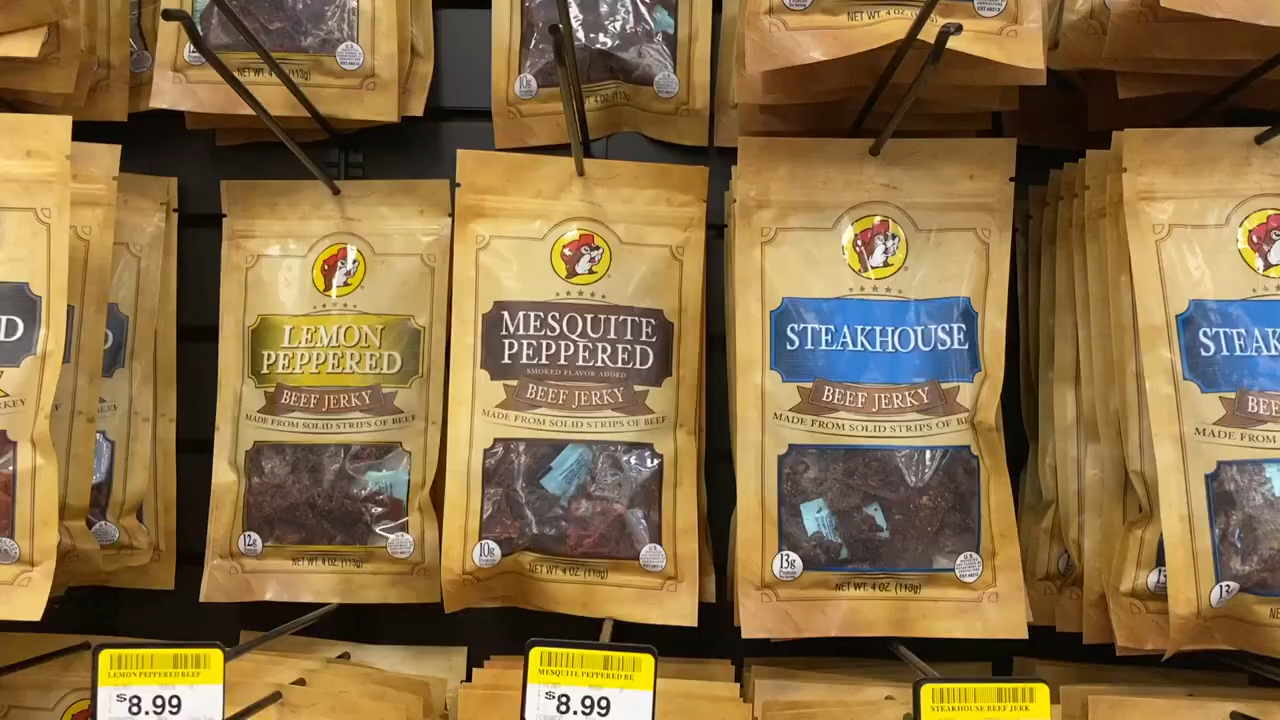 NET WT. 4 OZ. (113g)
10g
WT. 4 OZ. (113g)
NET WT. 4 OZ.
D
LEMON
PEPPERED
BEEF JERKY
MADE FROM SOLID STRIPS OF BEEF
12g
NET WT. 4 OZ. (113g)
MESQUITE
PEPPERED
SMOKED FLAVOR ADDED
BEEF JERKY
MADE FROM SOLID STRIPS OF BEEF
10g
NET WT. 4 OZ. (113g)
STEAKHOUSE
BEEF JERKY
MADE FROM SOLID STRIPS OF BE
13g
NET WT. 4 OZ. (113g)
STEAK
BEE
MADE FROM
13
LEMON PEPPERED BEEF
$8.99
MESQUITE PEPPERED BE
$8.99
STEAKHOUSE BEEF JERK